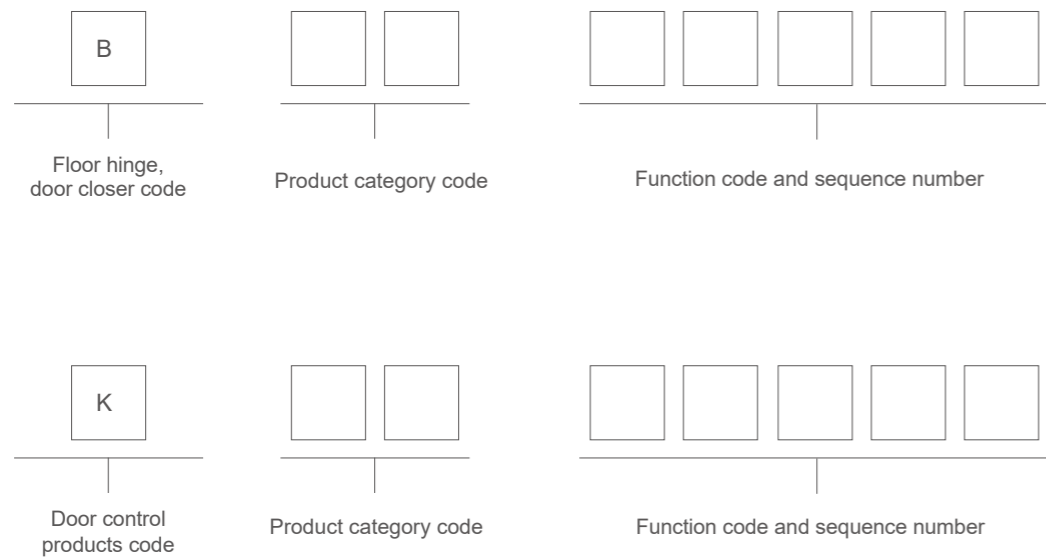 B
Floor hinge,
door closer code
Product category code
Function code and sequence number
K
Door control
products code
Product category code
Function code and sequence number